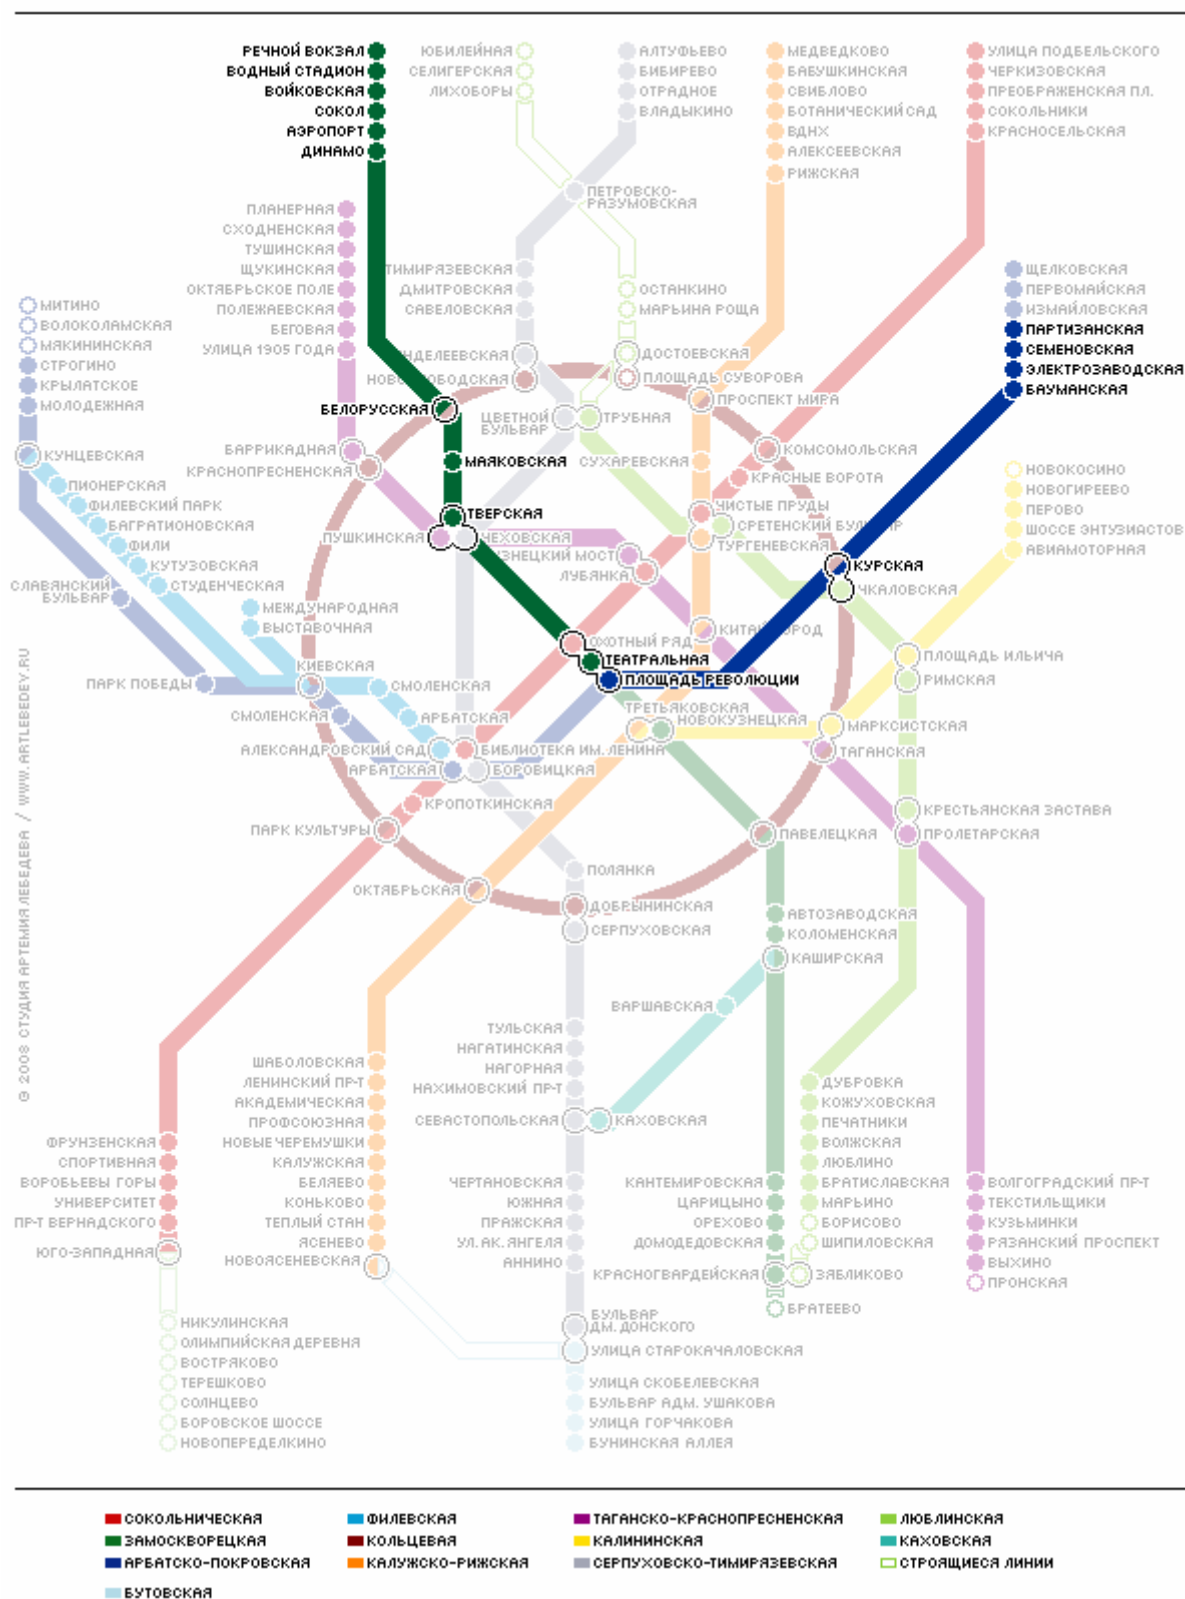 РЕЧНОЙ ВОКЗАЛ
ВОДНЫЙ СТАДИОН
ВОЙКОВСКАЯ
СОКОЛ
АЭРОПОРТ
ДИНАМО
ЮБИЛЕЙНАЯ
СЕЛИГЕРСКАЯ
ЛИХОБОРЫ
АЛТУФЬЕВО
БИБИРЕВО
ОТРАДНОЕ
ВЛАДЫКИНО
МЕДВЕДКОВО
БАБУШКИНСКАЯ
СВИБЛОВО
БОТАНИЧЕСКИЙ САД
ВДНХ
АЛЕКСЕЕВСКАЯ
РИЖСКАЯ
УЛИЦА ПОДБЕЛЬСКОГО
ЧЕРКИЗОВСКАЯ
ПРЕОБРАЖЕНСКАЯ ПЛ.
СОКОЛЬНИКИ
КРАСНОСЕЛЬСКАЯ
ПЕТРОВСКО-
РАЗУМОВСКАЯ
ПЛАНЕРНАЯ
СХОДНЕНСКАЯ
ТУШИНСКАЯ
ЩУКИНСКАЯ
ОКТЯБРЬСКОЕ ПОЛЕ
ПОЛЕЖАЕВСКАЯ
БЕГОВАЯ
УЛИЦА 1905 ГОДА
ТИМИРЯЗЕВСКАЯ
ДМИТРОВСКАЯ
САВЕЛОВСКАЯ
НДЕЛЕЕВСКАЯ
ОСТАНКИНО
МАРЬИНА РОЩА
ДОСТОЕВСКАЯ
ПЛОЩАДЬ СУВОРОВА
ЩЕЛКОВСКАЯ
ПЕРВОМАЙСКАЯ
ИЗМАЙЛОВСКАЯ
ПАРТИЗАНСКАЯ
СЕМЕНОВСКАЯ
ЭЛЕКТРОЗАВОДСКАЯ
БАУМАНСКАЯ
МИТИНО
ВОЛОКОЛАМСКАЯ
МЯКИНИНСКАЯ
СТРОГИНО
КРЫЛАТСКОЕ
МОЛОДЕЖНАЯ
КУНЦЕВСКАЯ
ПИОНЕРСКАЯ
ФИЛЕВСКИЙ ПАРК
БАГРАТИОНОВСКАЯ
ФИЛИ
КУТУЗОВСКАЯ
СТУДЕНЧЕСКАЯ
СЛАВЯНСКИЙ
БУЛЬВАР
МЕЖДУНАРОДНАЯ
ВЫСТАВОЧНАЯ
КИЕВСКАЯ
ПАРК ПОБЕДЫ
БЕЛОРУССКАЯ
МАЯКОВСКАЯ
ТВЕРСКАЯ
БАРРИКАДНАЯ
КРАСНОПРЕСНЕНСКАЯ
ПУШКИНСКАЯ
ЧЕХОВСКАЯ
ЗНЕЦКИЙ МОСТ
ЛУБЯНКА
ЦВЕТНОЙ
БУЛЬВАР
ТРУБНАЯ
ПРОСПЕКТ МИРА
СУХАРЕВСКАЯ
КОМСОМОЛЬСКАЯ
КРАСНЫЕ ВОРОТА
ЧИСТЫЕ ПРУДЫ
ТУРГЕНЕВСКАЯ
НОВОКОСИНО
НОВОГИРЕЕВО
ПЕРОВО
ШОССЕ ЭНТУЗИАСТОВ
АВИАМОТОРНАЯ
КУРСКАЯ
ЧКАЛОВСКАЯ
ОХОТНЫЙ РЯД
ТЕАТРАЛЬНАЯ
ПЛОЩАДЬ РЕВОЛЮЦИИ
ПЛОЩАДЬ ИЛЬИЧА
РИМСКАЯ
СМОЛЕНСКАЯ
СМОЛЕНСКАЯ
АРБАТСКАЯ
ТРЕТЬЯКОВСКАЯ
НОВОКУЗНЕЦКАЯ
МАРКСИСТСКАЯ
ТАГАНСКАЯ
АЛЕКСАНДРОВСКИЙ САД
БИБЛИОТЕКА ИМ. ЛЕНИНА
АРБАТСКАЯ
БОРОВИЦКАЯ
КРОПОТКИНСКАЯ
ПАРК КУЛЬТУРЫ
КРЕСТЬЯНСКАЯ ЗАСТАВА
ПРОЛЕТАРСКАЯ
ПАВЕЛЕЦКАЯ
ПОЛЯНКА
ОКТЯБРЬСКАЯ
ДОБРЫНИНСКАЯ
СЕРПУХОВСКАЯ
АВТОЗАВОДСКАЯ
КОЛОМЕНСКАЯ
КАШИРСКАЯ
ВАРШАВСКАЯ
ТУЛЬСКАЯ
НАГАТИНСКАЯ
НАГОРНАЯ
НАХИМОВСКИЙ ПР-Т
СЕВАСТОПОЛЬСКАЯ
КАХОВСКАЯ
ШАБОЛОВСКАЯ
ЛЕНИНСКИЙ ПР-Т
АКАДЕМИЧЕСКАЯ
ПРОФСОЮЗНАЯ
НОВЫЕ ЧЕРЕМУШКИ
КАЛУЖСКАЯ
БЕЛЯЕВО
КОНЬКОВО
ТЕПЛЫЙ СТАН
ЯСЕНЕВО
НОВОЯСЕНЕВСКАЯ
ФРУНЗЕНСКАЯ
СПОРТИВНАЯ
ВОРОБЬЕВЫ ГОРЫ
УНИВЕРСИТЕТ
ПР-Т ВЕРНАДСКОГО
ЮГО-ЗАПАДНАЯ
НИКУЛИНСКАЯ
ОЛИМПИЙСКАЯ ДЕРЕВНЯ
ВОСТРЯКОВО
ТЕРЕШКОВО
СОЛНЦЕВО
БОРОВСКОЕ ШОССЕ
НОВОПЕРЕДЕЛКИНО
ЧЕРТАНОВСКАЯ
ЮЖНАЯ
ПРАЖСКАЯ
УЛ. АК. ЯНГЕЛЯ
АННИНО
БУЛЬВАР
ДМ. ДОНСКОГО
УЛИЦА СТАРОКАЧАЛОВСКАЯ
УЛИЦА СКОБЕЛЕВСКАЯ
БУЛЬВАР АДМ. УШАКОВА
УЛИЦА ГОРЧАКОВА
БУНИНСКАЯ АЛЛЕЯ
КАНТЕМИРОВСКАЯ
ЦАРИЦЫНО
ОРЕХОВО
ДОМОДЕДОВСКАЯ
КРАСНОГВАРДЕЙСКАЯ
БРАТЕЕВО
ДУБРОВКА
КОЖУХОВСКАЯ
ПЕЧАТНИКИ
ВОЛЖСКАЯ
ЛЮБЛИНО
БРАТИСЛАВСКАЯ
МАРЬИНО
БОРИСОВО
ШИПИЛОВСКАЯ
ЗЯБЛИКОВО
ВОЛГОГРАДСКИЙ ПР-Т
ТЕКСТИЛЬЩИКИ
КУЗЬМИНКИ
РЯЗАНСКИЙ ПРОСПЕКТ
ВЫХИНО
ПРОНСКАЯ
© 2008 СТУДИЯ АРТЕМИЯ ЛЕБЕДЕВА / WWW.ARTLEBEDEV.RU
СОКОЛЬНИЧЕСКАЯ
ЗАМОСКВОРЕЦКАЯ
АРБАТСКО-ПОКРОВСКАЯ
БУТОВСКАЯ
ФИЛЕВСКАЯ
КОЛЬЦЕВАЯ
КАЛУЖСКО-РИЖСКАЯ
ТАГАНСКО-КРАСНОПРЕСНЕНСКАЯ
КАЛИНИНСКАЯ
СЕРПУХОВСКО-ТИМИРЯЗЕВСКАЯ
ЛЮБЛИНСКАЯ
КАХОВСКАЯ
СТРОЯЩИЕСЯ ЛИНИИ